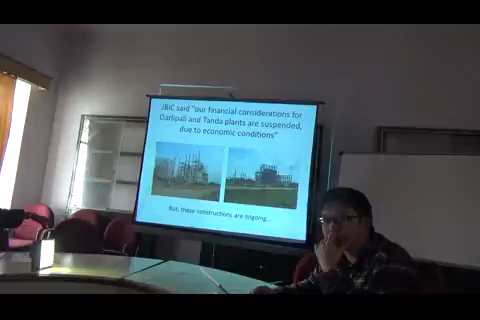 JBIC said "our financial considerations for
Darlipali and Tanda plants are suspended,
due to economic conditions"
But, these constructions are ongoing...